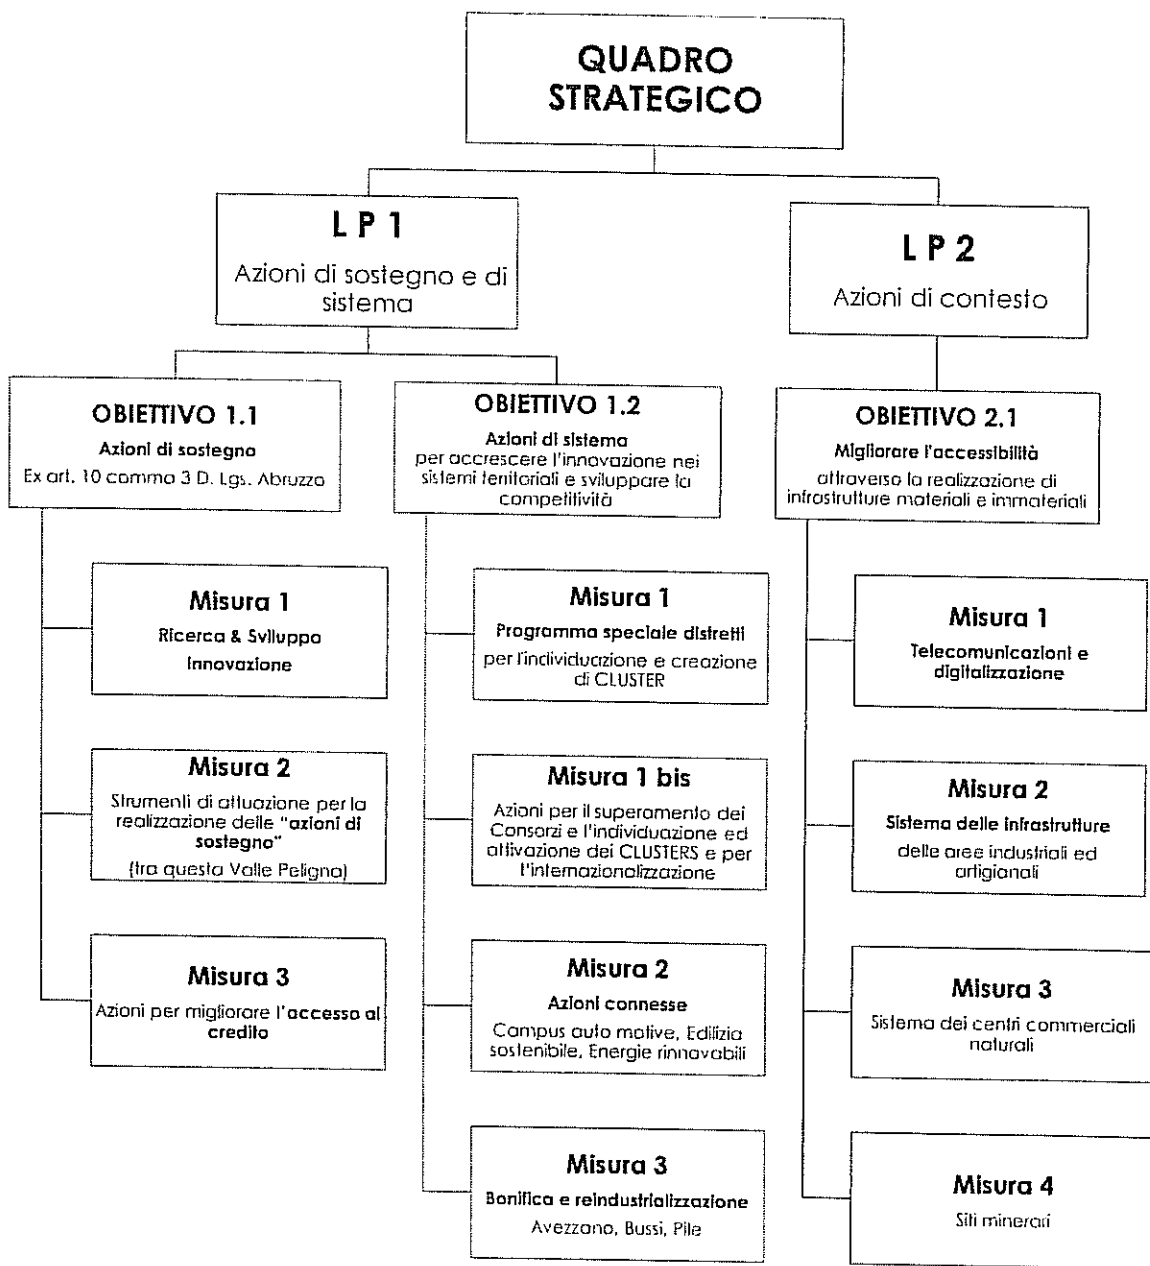 QUADRO
STRATEGICO
L P 1
Azioni di sostegno e di
sistema
L P 2
Azioni di contesto
OBIETTIVO 1.1
Azioni di sostegno
Ex art. 10 comma 3 D. Lgs. Abruzzo
OBIETTIVO 1.2
Azioni di sistema
per accrescere l'innovazione nei
sistemi territoriali e sviluppare la
competitività
OBIETTIVO 2.1
Migliorare l'accessibilità
attraverso la realizzazione di
infrastrutture materiali e immateriali
Misura 1
Ricerca & Sviluppo
Innovazione
Misura 2
Strumenti di attuazione per la
realizzazione delle "azioni di
sostegno"
(tra questa Valle Peligna)
Misura 3
Azioni per migliorare l'accesso al
credito
Misura 1
Programma speciale distretti
per l'individuazione e creazione
di CLUSTER
Misura 1 bis
Azioni per il superamento dei
Consorzi e l'individuazione ed
attivazione dei CLUSTERS e per
l'internazionalizzazione
Misura 2
Azioni connesse
Campus auto motive, Edilizia
sostenibile, Energie rinnovabili
Misura 3
Bonifica e reindustrializzazione
Avezzano, Bussi, Pile
Misura 1
Telecomunicazioni e
digitalizzazione
Misura 2
Sistema delle infrastrutture
delle aree industriali ed
artigianali
Misura 3
Sistema dei centri commerciali
naturali
Misura 4
Siti minerari